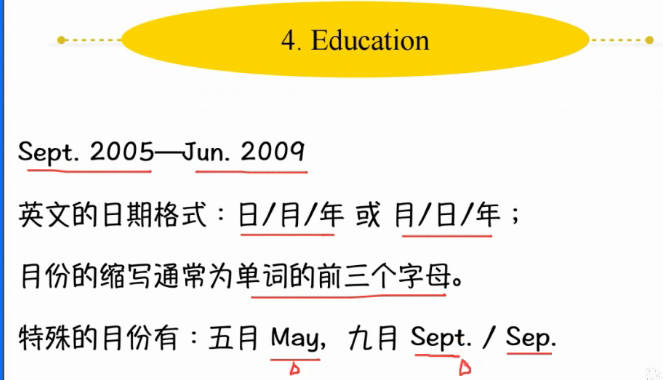 4. Education
Sept. 2005—Jun. 2009
英文的日期格式：日/月/年 或 月/日/年；
月份的缩写通常为单词的前三个字母。
特殊的月份有：五月 May, 九月 Sept. / Sep.